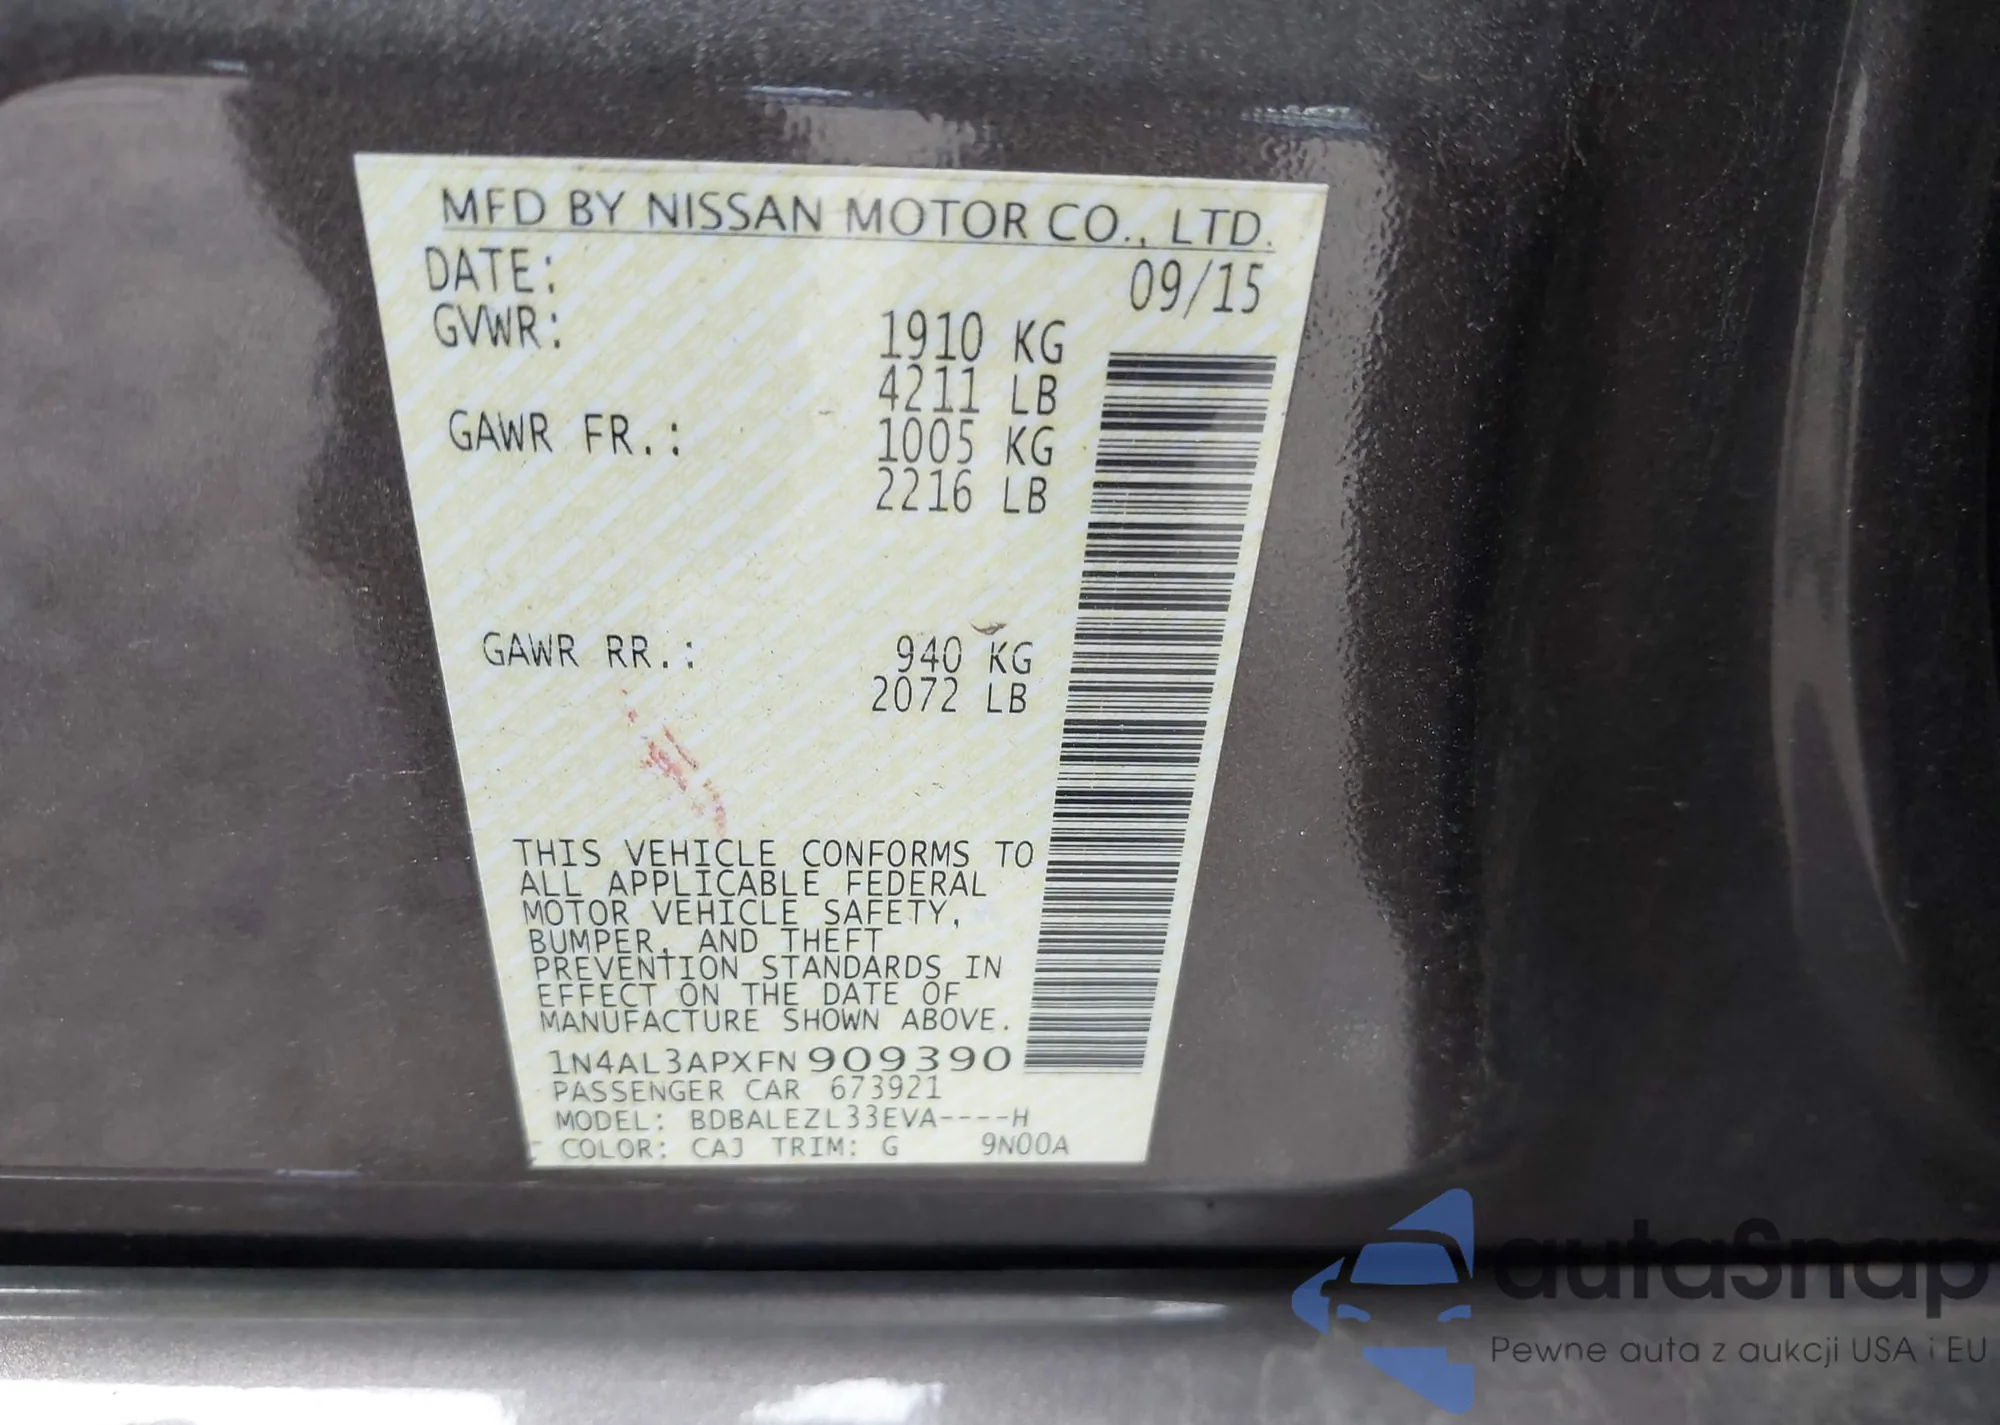 MFD BY NISSAN MOTOR CO., LTD.
DATE: 09/15
GVWR: 1910 KG
4211 LB
GAWR FR.: 1005 KG
2216 LB
GAWR RR.: 940 KG
2072 LB
THIS VEHICLE CONFORMS TO
ALL APPLICABLE FEDERAL
MOTOR VEHICLE SAFETY,
BUMPER, AND THEFT
PREVENTION STANDARDS IN
EFFECT ON THE DATE OF
MANUFACTURE SHOWN ABOVE.
1N4AL3APXFN909390
PASSENGER CAR 673921
MODEL: BDBALEZL33EVA----H
COLOR: CAJ TRIM: G 9N00A
autaSnap
Pewne auta z aukcji USA i EU